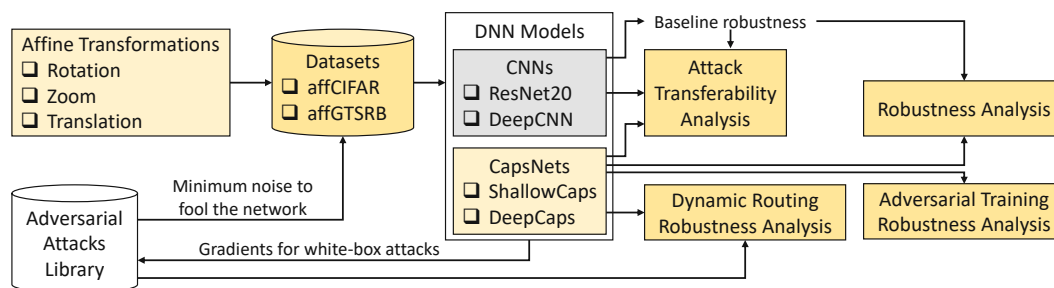 Affine Transformations
❑ Rotation
❑ Zoom
❑ Translation
Datasets
❑ affCIFAR
❑ affGTSRB
DNN Models
CNNs
❑ ResNet20
❑ DeepCNN
CapsNets
❑ ShallowCaps
❑ DeepCaps
Baseline robustness
Attack
Transferability
Analysis
Robustness Analysis
Dynamic Routing
Robustness Analysis
Adversarial Training
Robustness Analysis
Adversarial
Attacks
Library
Minimum noise to
fool the network
Gradients for white-box attacks